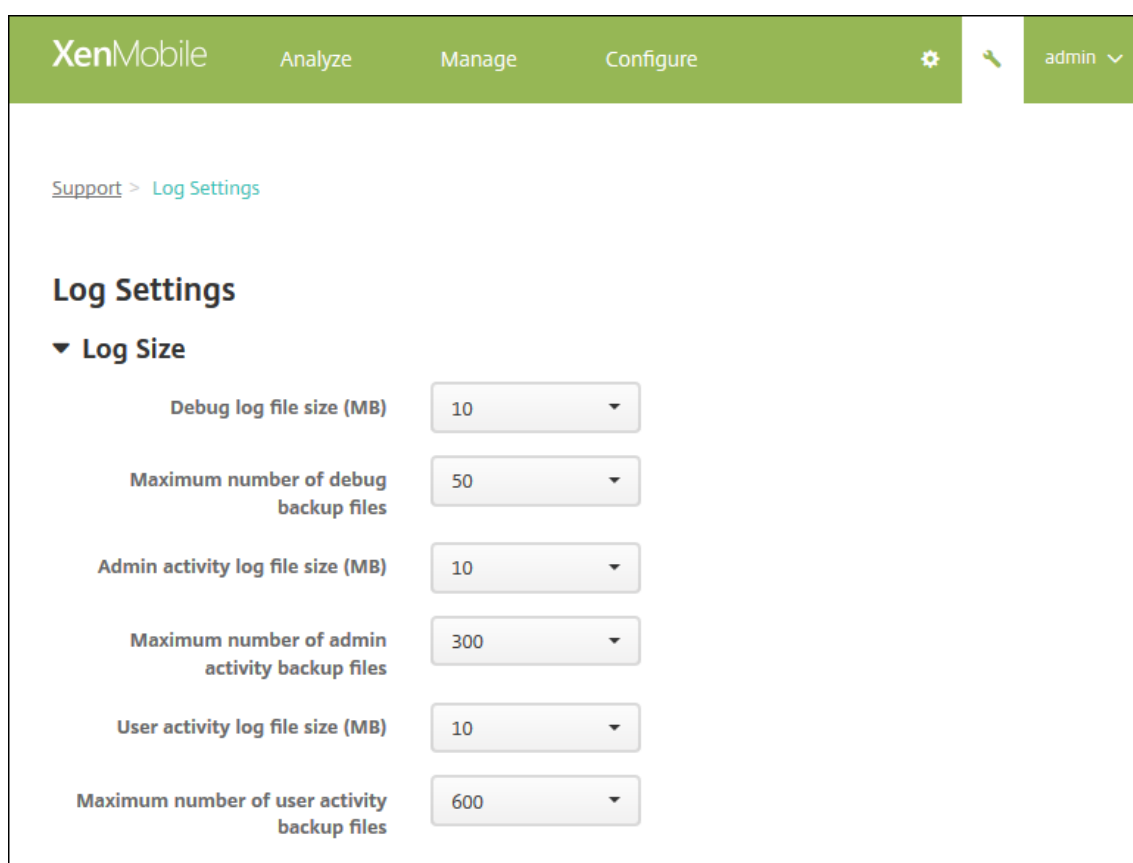 XenMobile Analyze Manage Configure admin
Support > Log Settings
Log Settings
Log Size
Debug log file size (MB) 10
Maximum number of debug
backup files 50
Admin activity log file size (MB) 10
Maximum number of admin
activity backup files 300
User activity log file size (MB) 10
Maximum number of user activity
backup files 600